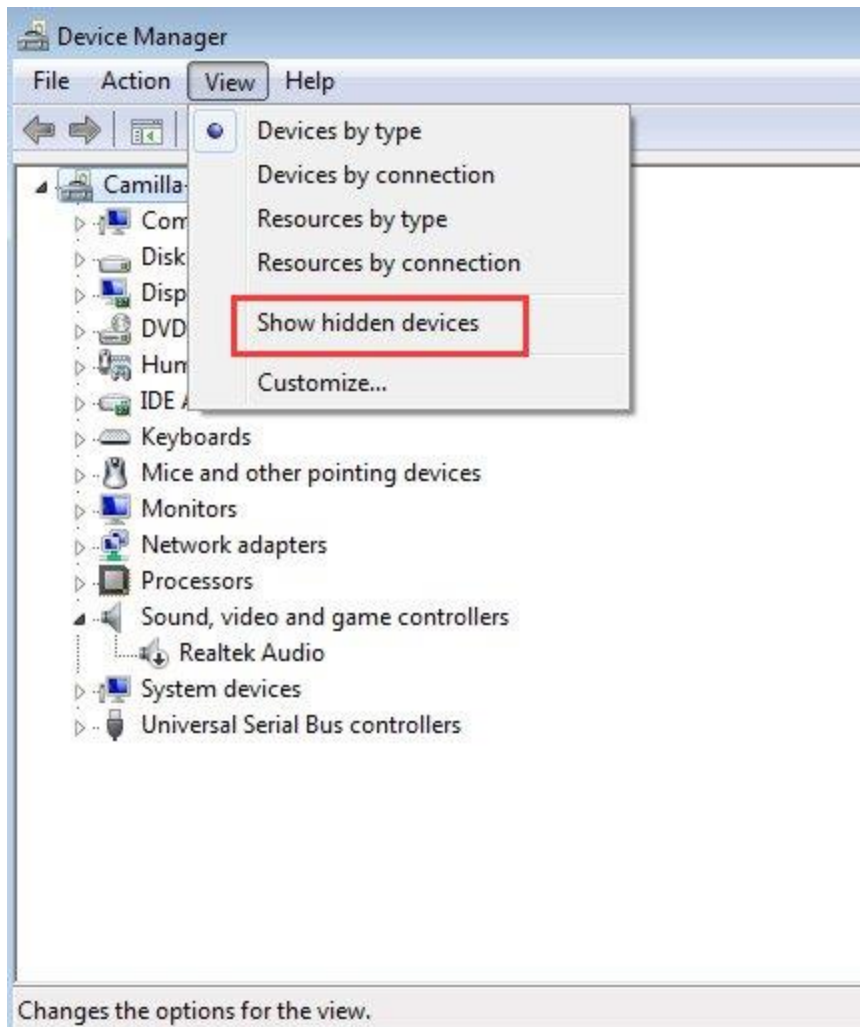 Device Manager
File Action View Help
Devices by type
Devices by connection
Resources by type
Resources by connection
Show hidden devices
Customize...
Camilla-
Com
Disk
Disp
DVD
Hum
IDE A
Keyboards
Mice and other pointing devices
Monitors
Network adapters
Processors
Sound, video and game controllers
Realtek Audio
System devices
Universal Serial Bus controllers
Changes the options for the view.